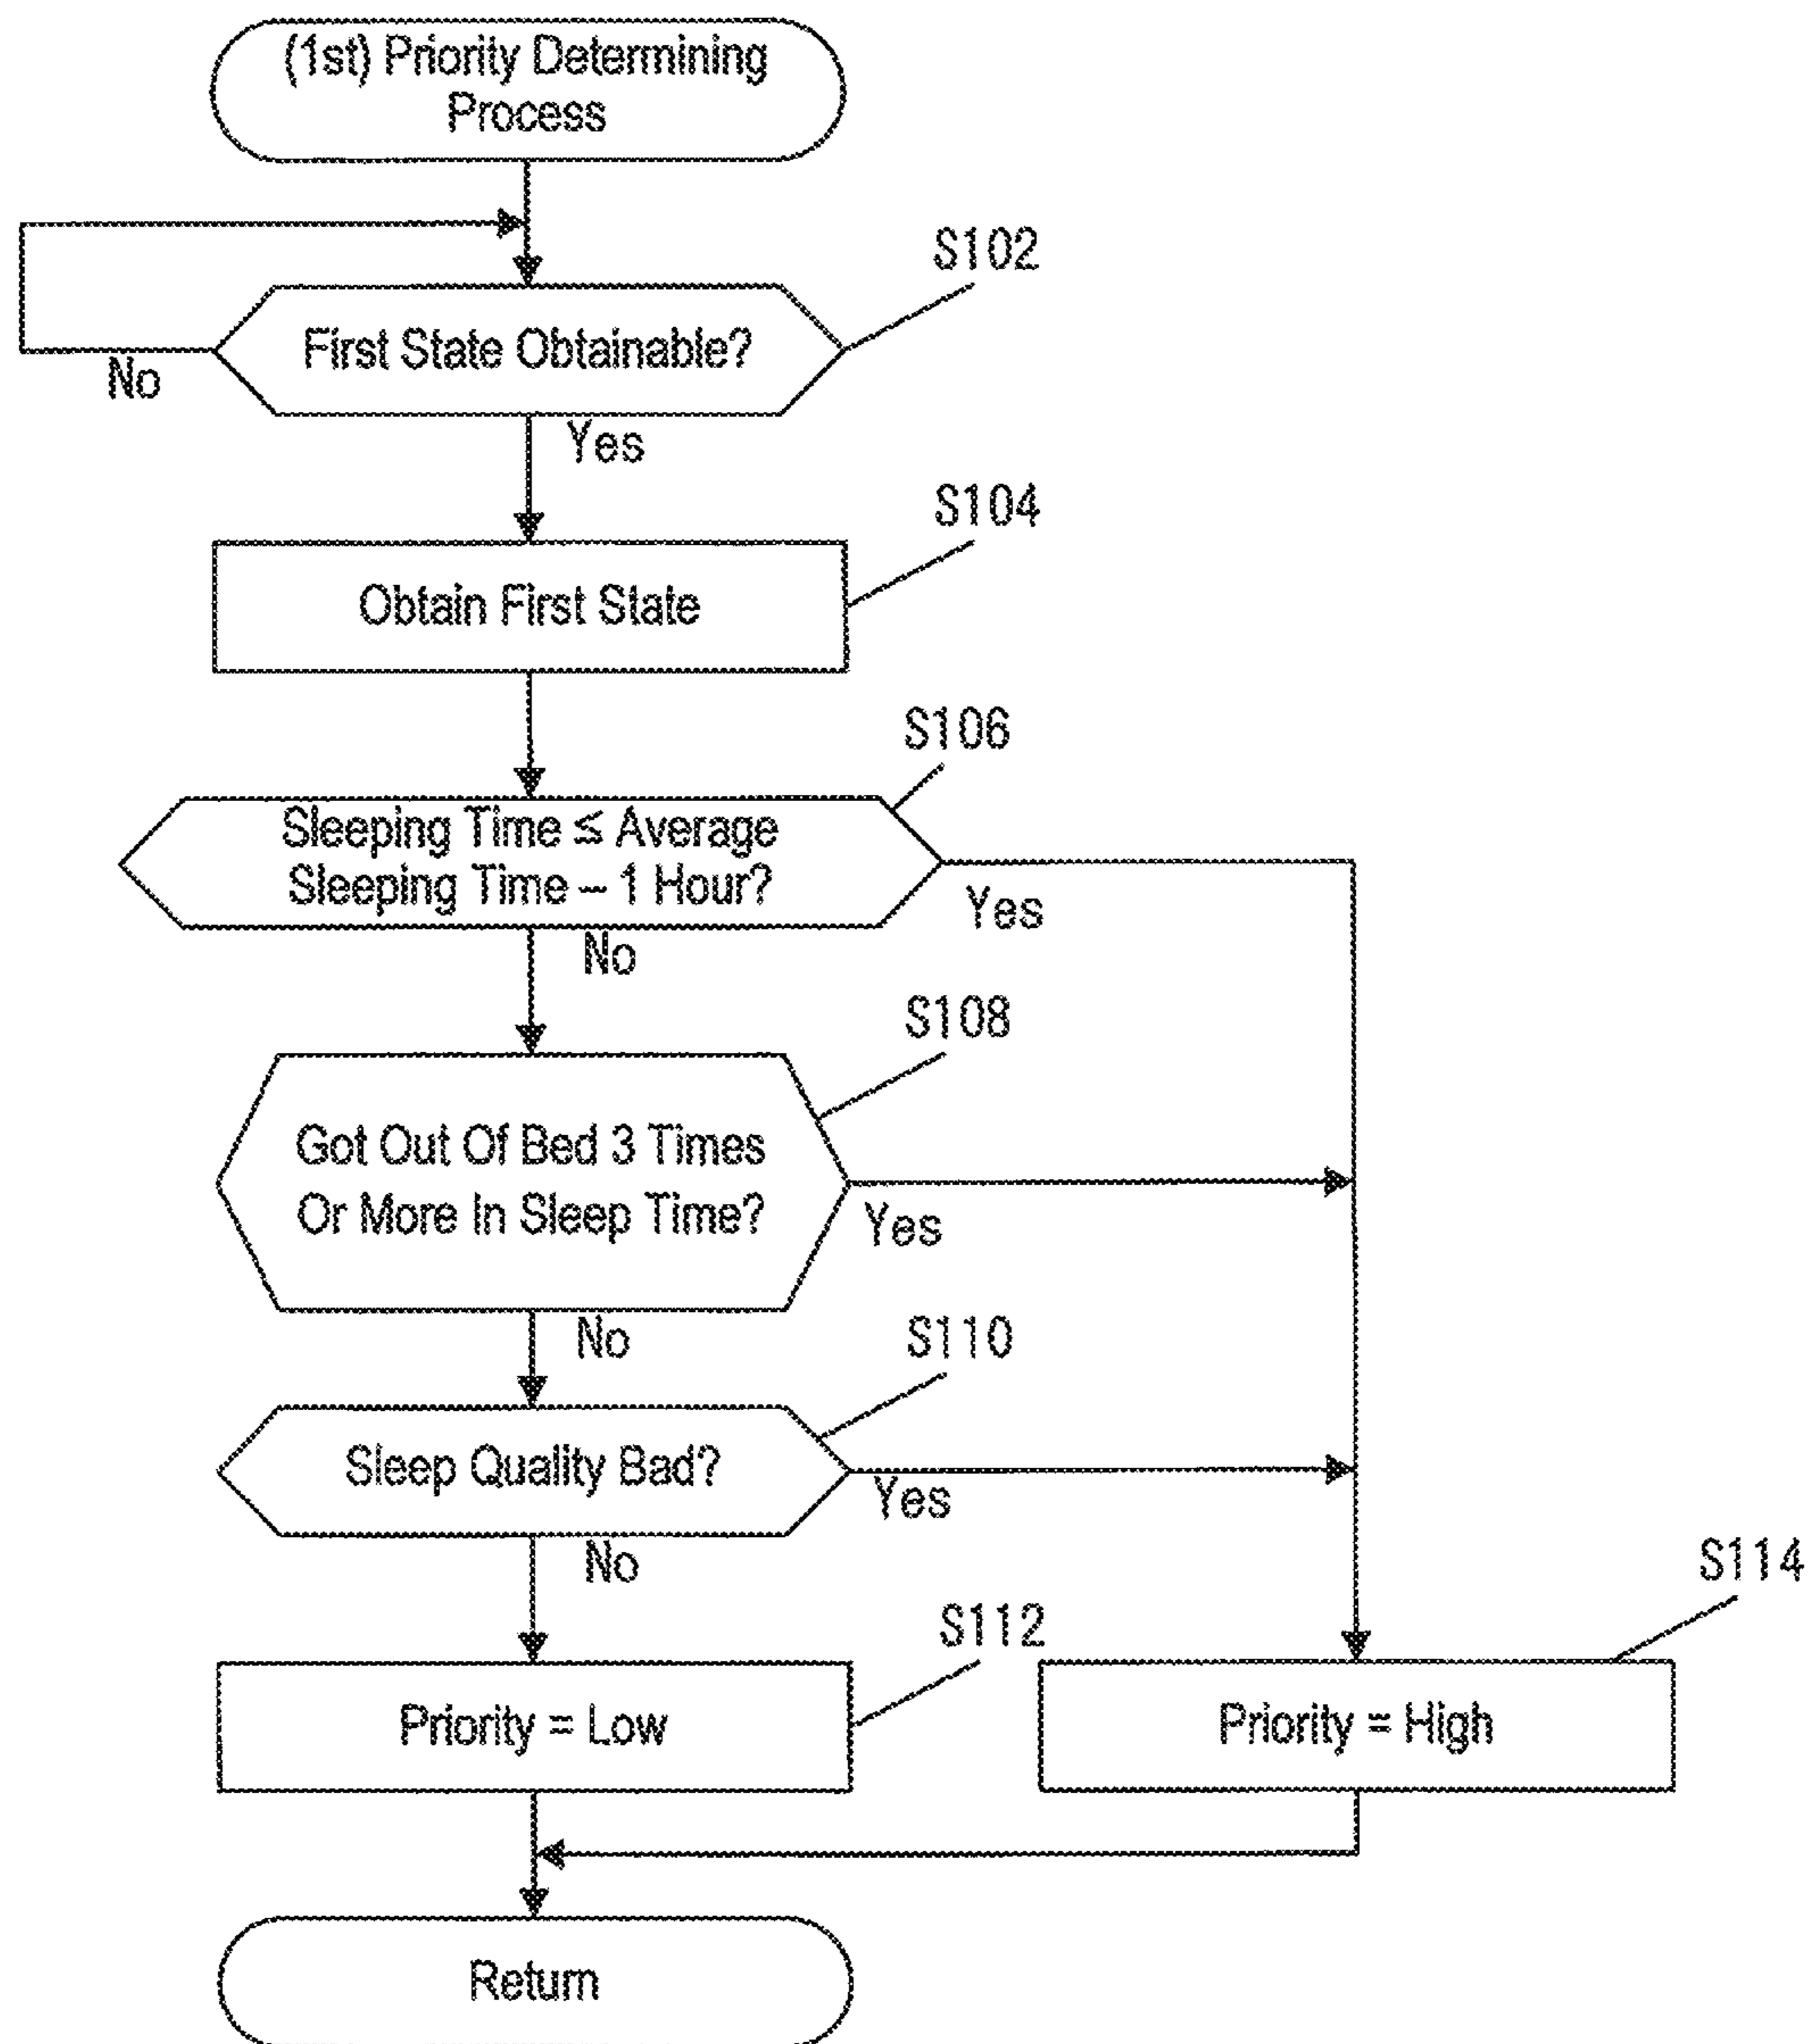 (1st) Priority Determining
Process
S102
First State Obtainable?
No
Yes
S104
Obtain First State
S106
Sleeping Time ≤ Average
Sleeping Time – 1 Hour?
Yes
No
S108
Got Out Of Bed 3 Times
Or More In Sleep Time?
Yes
No
S110
Sleep Quality Bad?
Yes
No
S114
S112
Priority = Low
Priority = High
Return